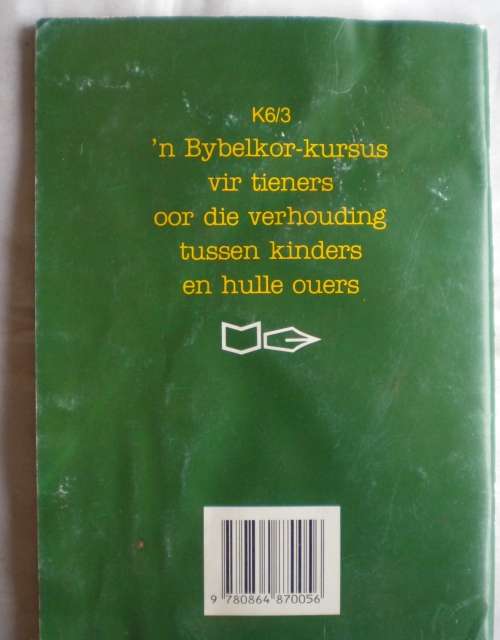 K6/3
'n Bybelkor-kursus
vir tieners
oor die verhouding
tussen kinders
en hulle ouers
9 780864 870056